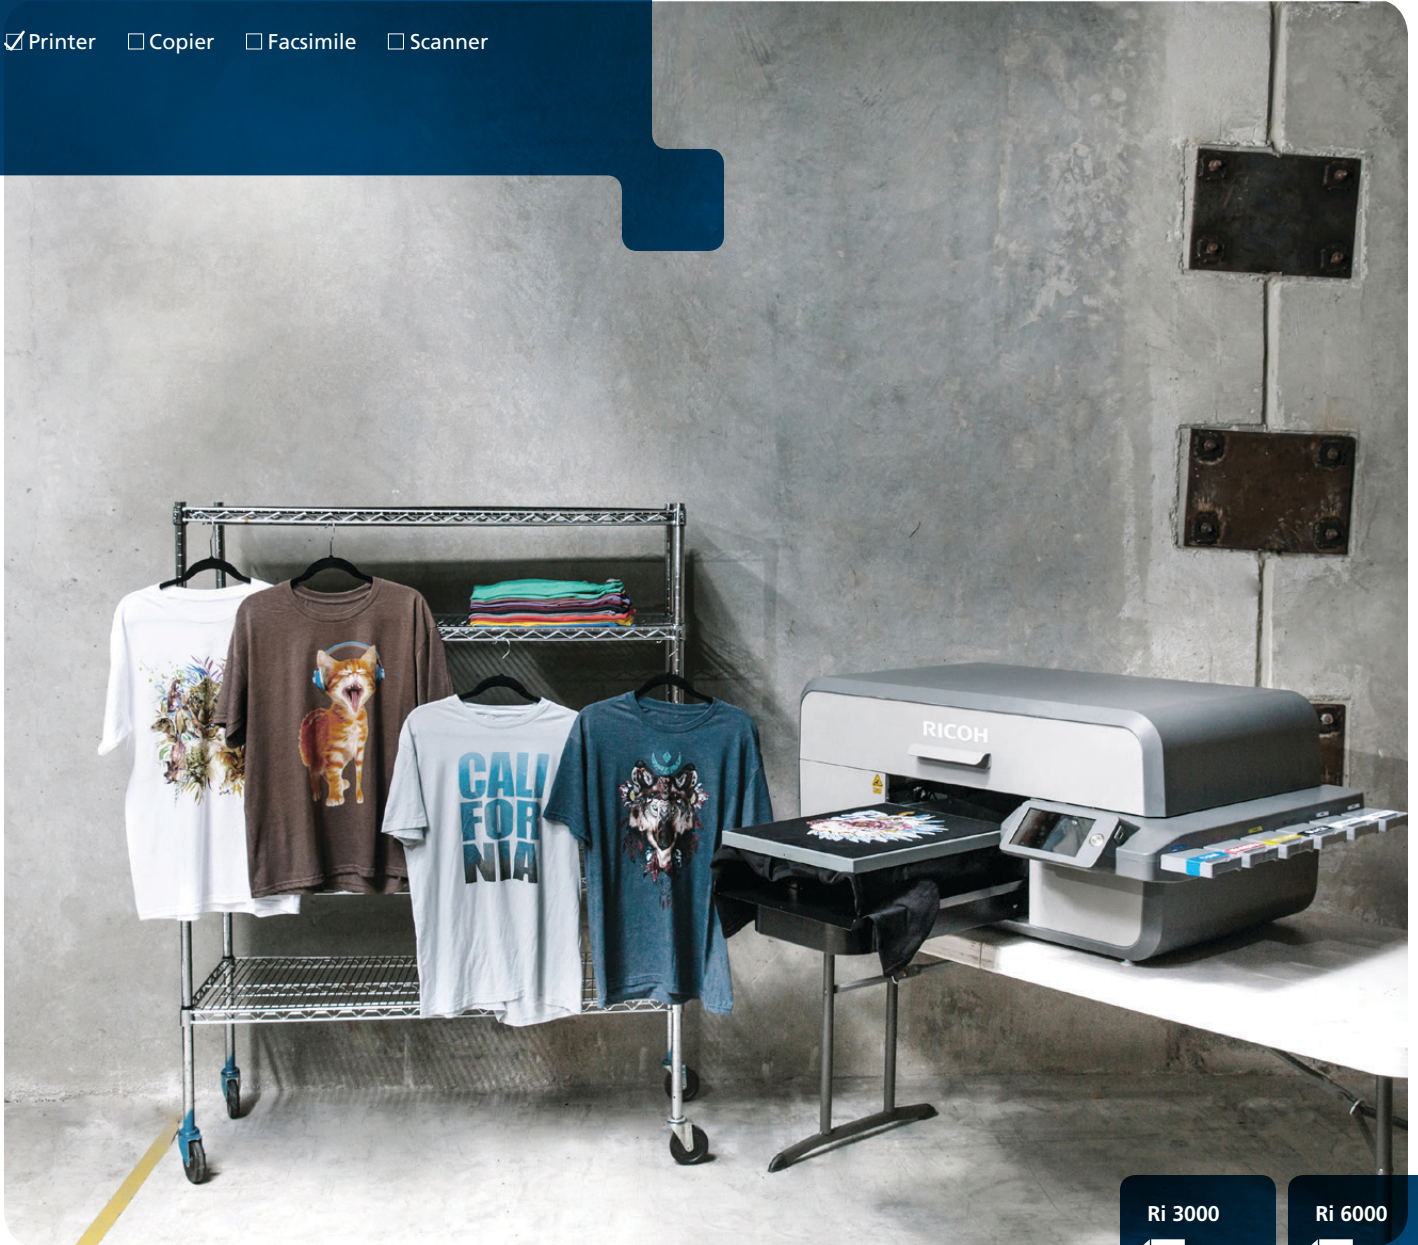 ☑ Printer ☐ Copier ☐ Facsimile ☐ Scanner
CALI
FOR
NIA
RICOH
Ri 3000 Ri 6000